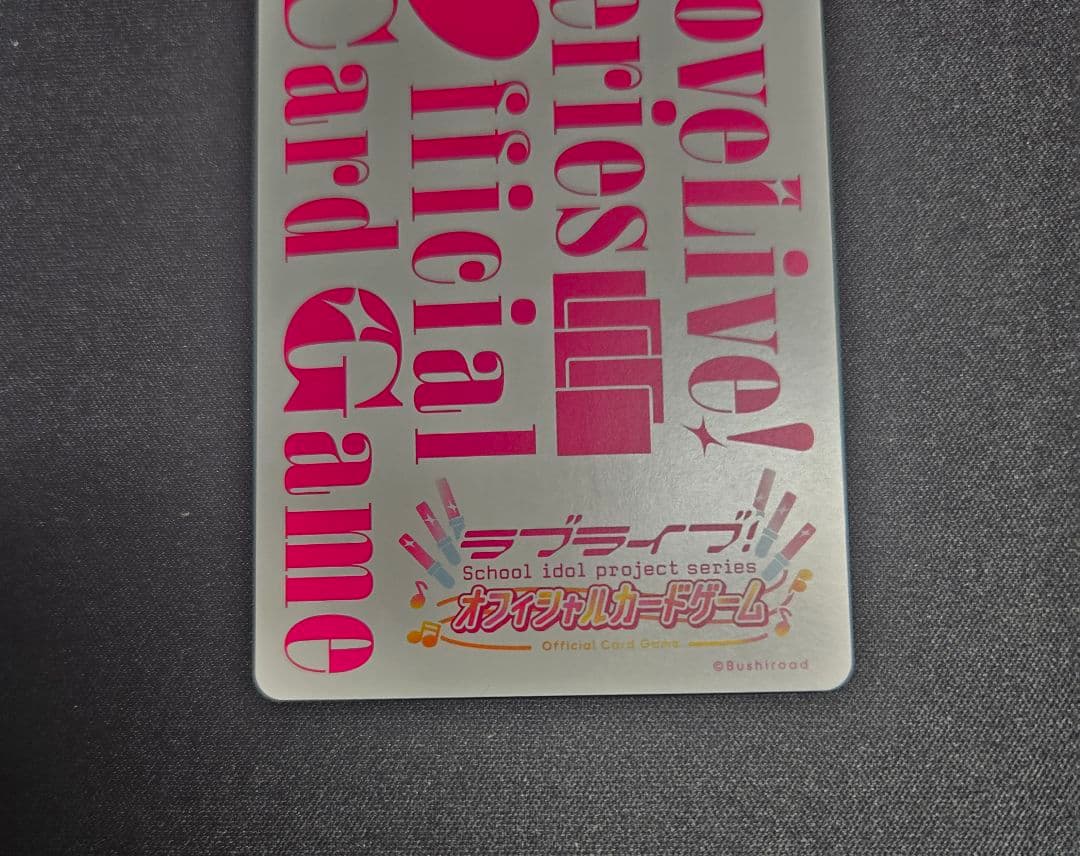 oveLive!
eries
fficial
Card Game
ラブライブ!
School idol project series
オフィシャルカードゲーム
Official Card Game
©Bushiroad